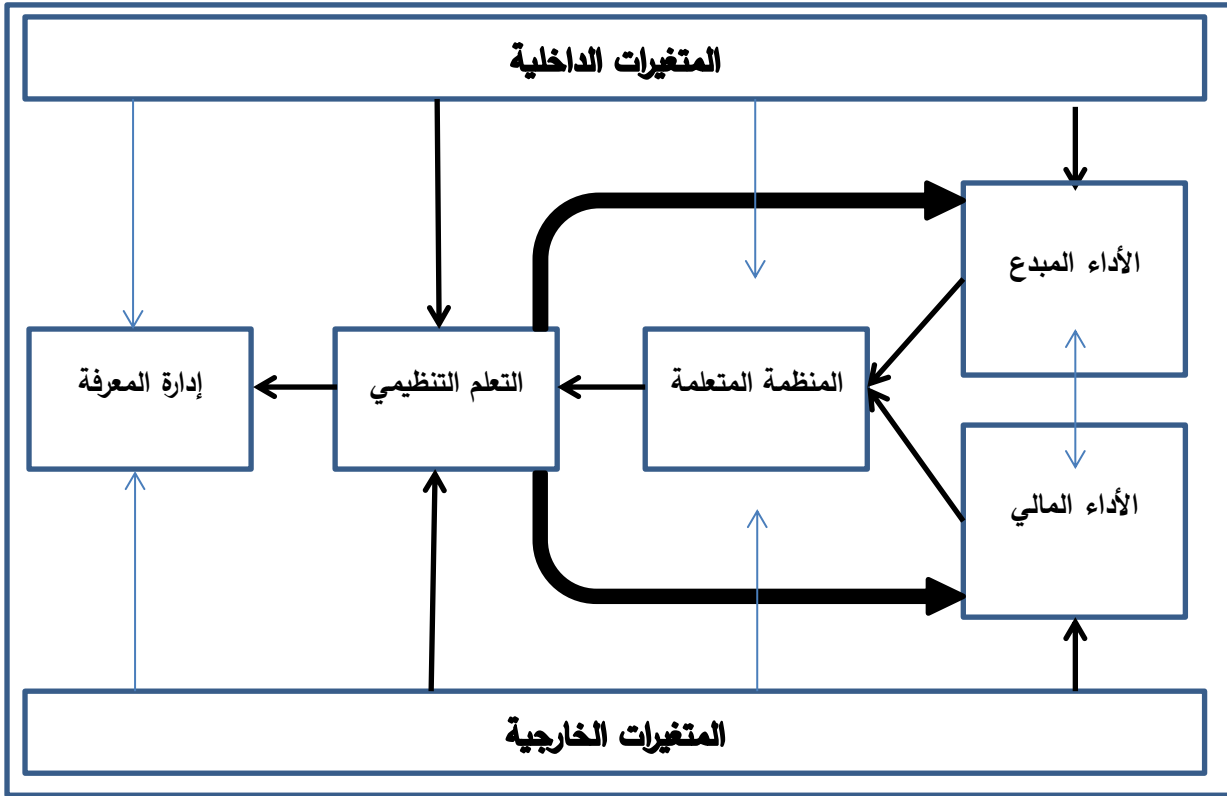 المتغيرات الداخلية
الأداء المبدع
المنظمة المتعلمة
التعلم التنظيمي
إدارة المعرفة
الأداء المالي
المتغيرات الخارجية